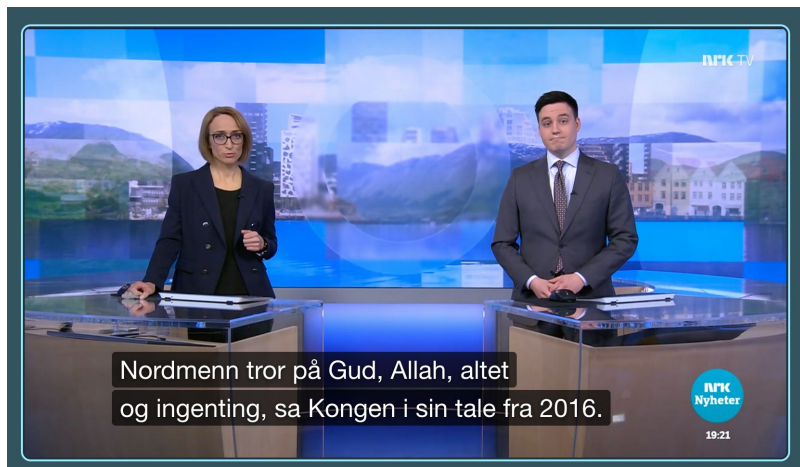 NRK TV
Nordmenn tror på Gud, Allah, altet
og ingenting, sa Kongen i sin tale fra 2016.
NRK
Nyheter
19:21